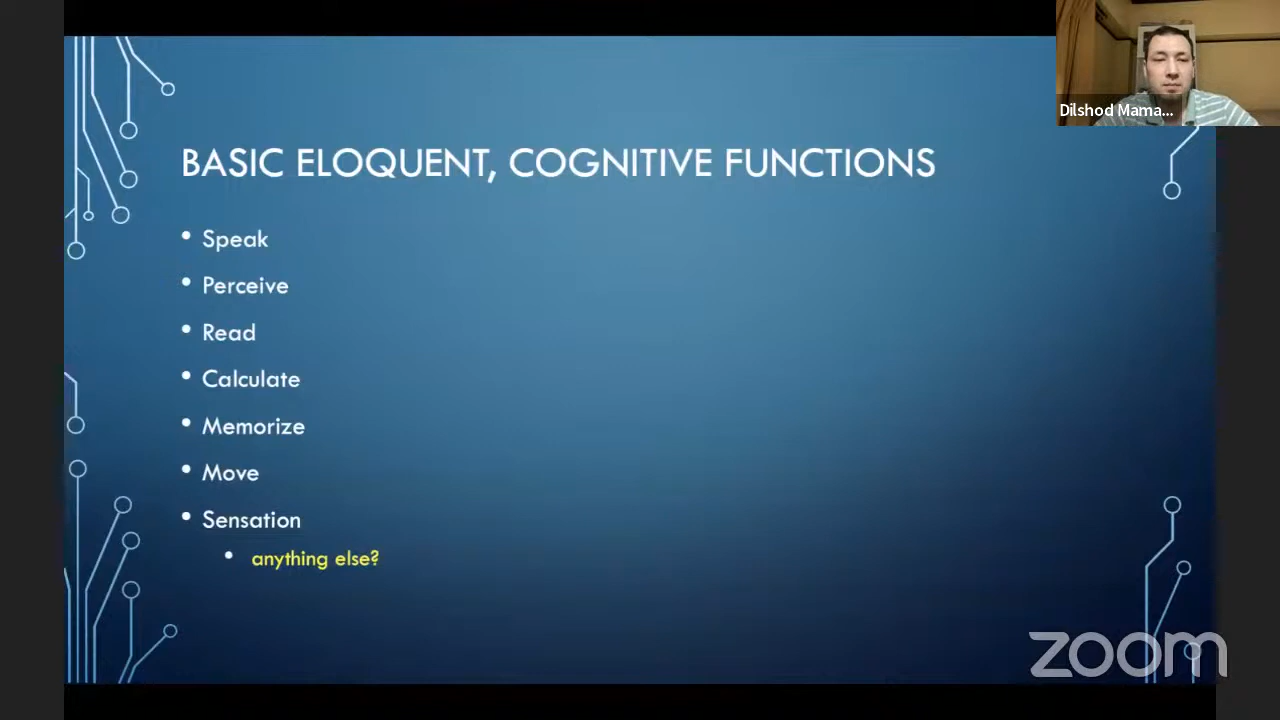 Dilshod Mama...
BASIC ELOQUENT, COGNITIVE FUNCTIONS
• Speak
• Perceive
• Read
• Calculate
• Memorize
• Move
• Sensation
• anything else?
zoom